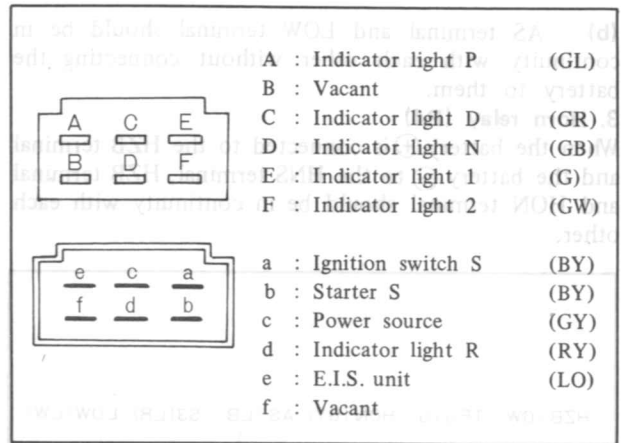 A C E
B D F
e c a
f d b
A : Indicator light P (GL)
B : Vacant
C : Indicator light D (GR)
D : Indicator light N (GB)
E : Indicator light L (G)
F : Indicator light 2 (GW)
a : Ignition switch S (BY)
b : Starter S (BY)
c : Power source (GY)
d : Indicator light R (RY)
e : E.I.S. unit (LO)
f : Vacant